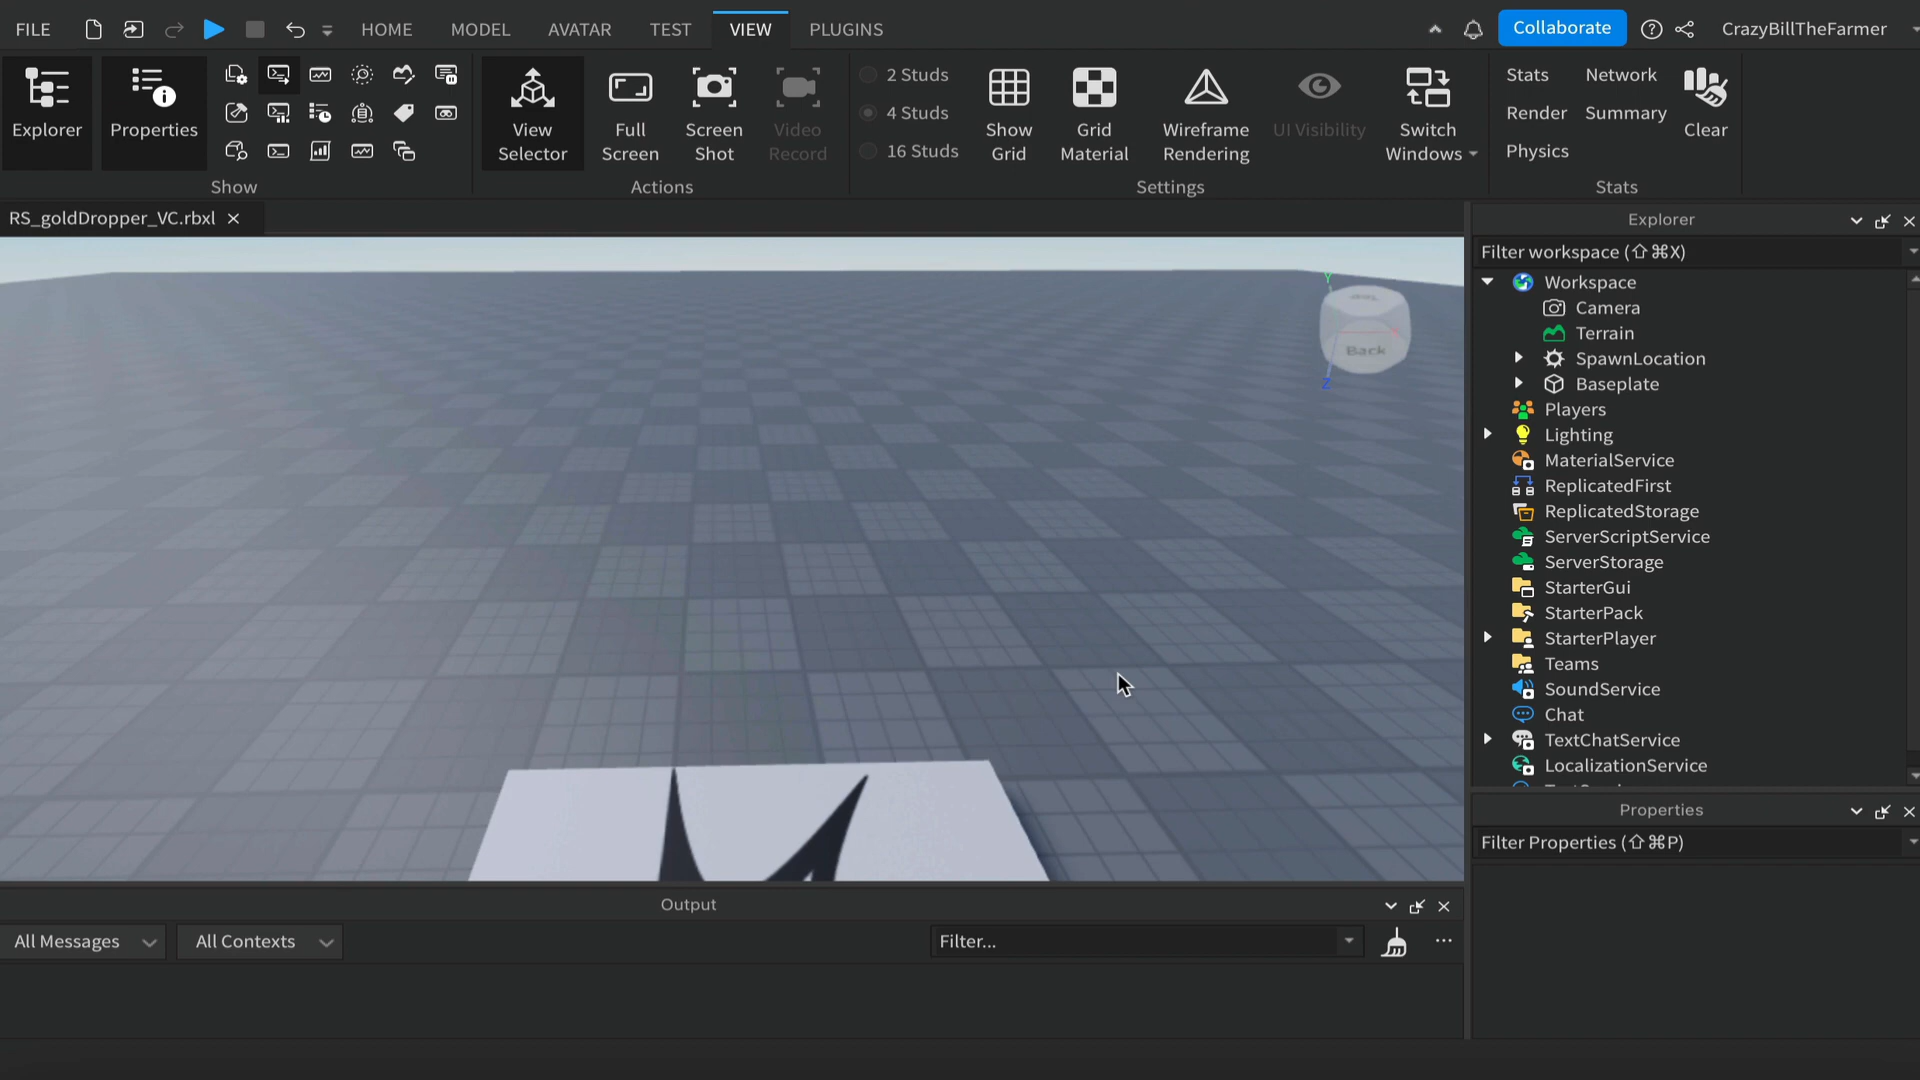 FILE
HOME
MODEL
AVATAR
TEST
VIEW
PLUGINS
Collaborate
CrazyBillTheFarmer
Explorer
Properties
Show
View
Selector
Full
Screen
Screen
Shot
Video
Record
Actions
2 Studs
4 Studs
16 Studs
Show
Grid
Grid
Material
Wireframe
Rendering
UI Visibility
Switch
Windows
Settings
Stats
Network
Render
Summary
Physics
Clear
Stats
RS_goldDropper_VC.rbxl
Y
Back
Z
Explorer
Filter workspace (⇧⌘X)
Workspace
Camera
Terrain
SpawnLocation
Baseplate
Players
Lighting
MaterialService
ReplicatedFirst
ReplicatedStorage
ServerScriptService
ServerStorage
StarterGui
StarterPack
StarterPlayer
Teams
SoundService
Chat
TextChatService
LocalizationService
Properties
Filter Properties (⇧⌘P)
Output
All Messages
All Contexts
Filter...